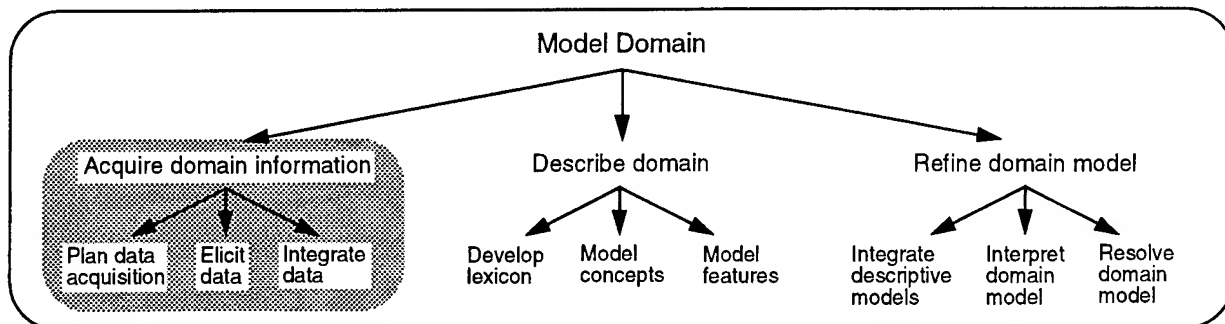 Model Domain
Acquire domain information
Describe domain
Refine domain model
Plan data
acquisition
Elicit
data
Integrate
data
Develop
lexicon
Model
concepts
Model
features
Integrate
descriptive
models
Interpret
domain
model
Resolve
domain
model